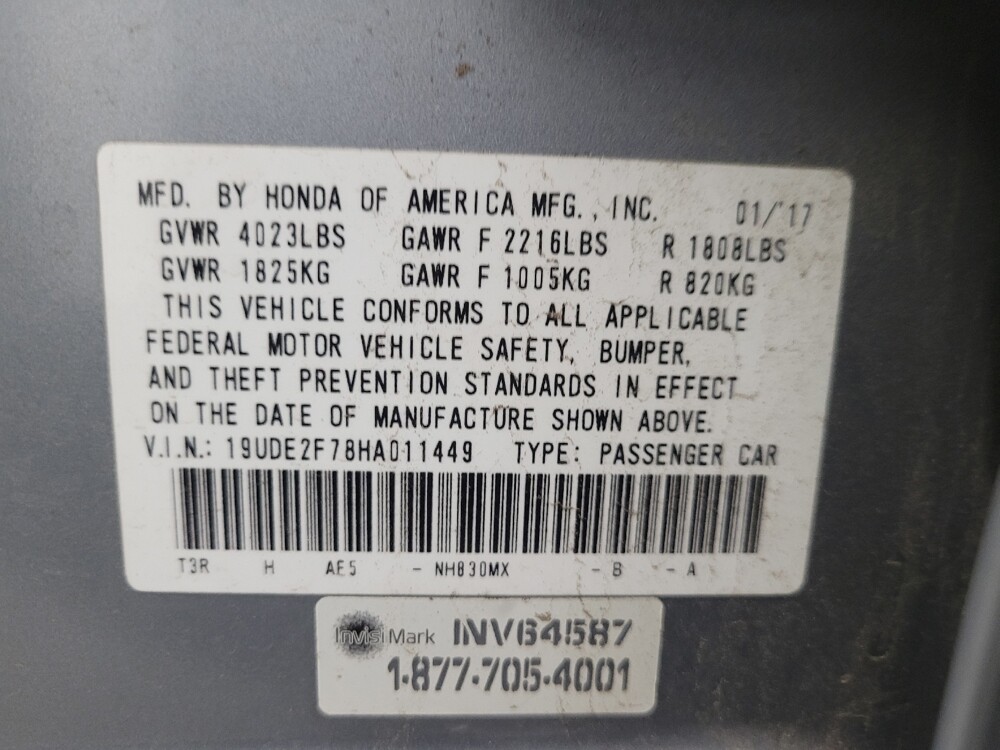 MFD. BY HONDA OF AMERICA MFG., INC. 01/'17
GVWR 4023LBS GAWR F 2216LBS R 1808LBS
GVWR 1825KG GAWR F 1005KG R 820KG
THIS VEHICLE CONFORMS TO ALL APPLICABLE
FEDERAL MOTOR VEHICLE SAFETY, BUMPER,
AND THEFT PREVENTION STANDARDS IN EFFECT
ON THE DATE OF MANUFACTURE SHOWN ABOVE.
V.I.N.: 19UDE2F78HA011449 TYPE: PASSENGER CAR
T3R H AE5 - NH830MX - B - A
InvisiMark INV64587
1-877-705-4001